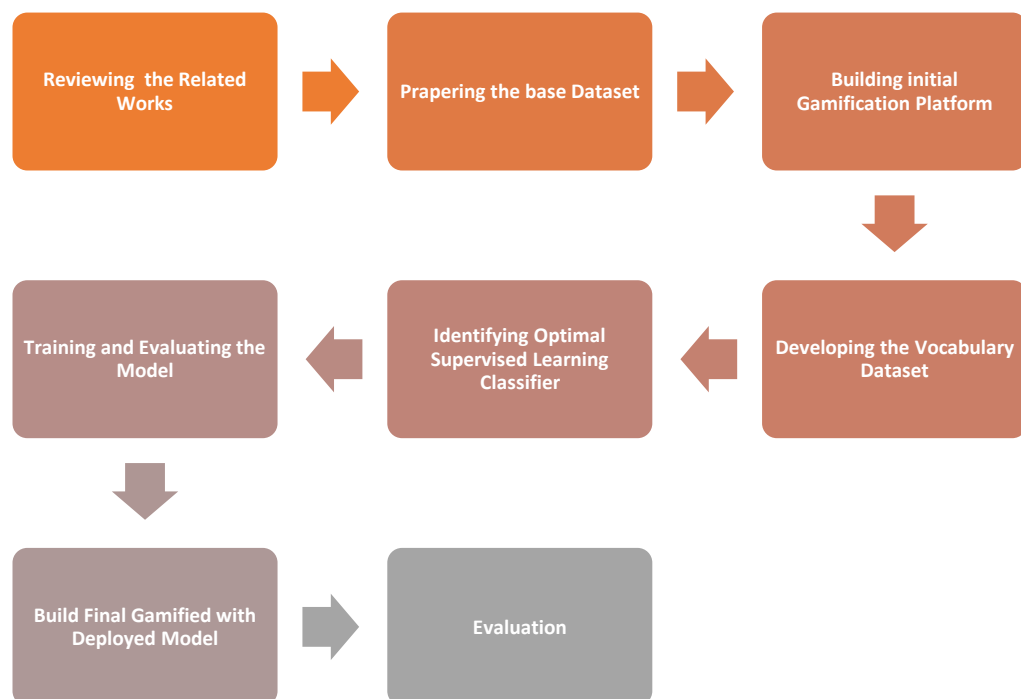 Reviewing  the Related
Works
Prapering the base Dataset
Building initial
Gamification Platform
Developing the Vocabulary
Dataset
Identifying Optimal
Supervised Learning
Classifier
Training and Evaluating the
Model
Build Final Gamified with
Deployed Model
Evaluation